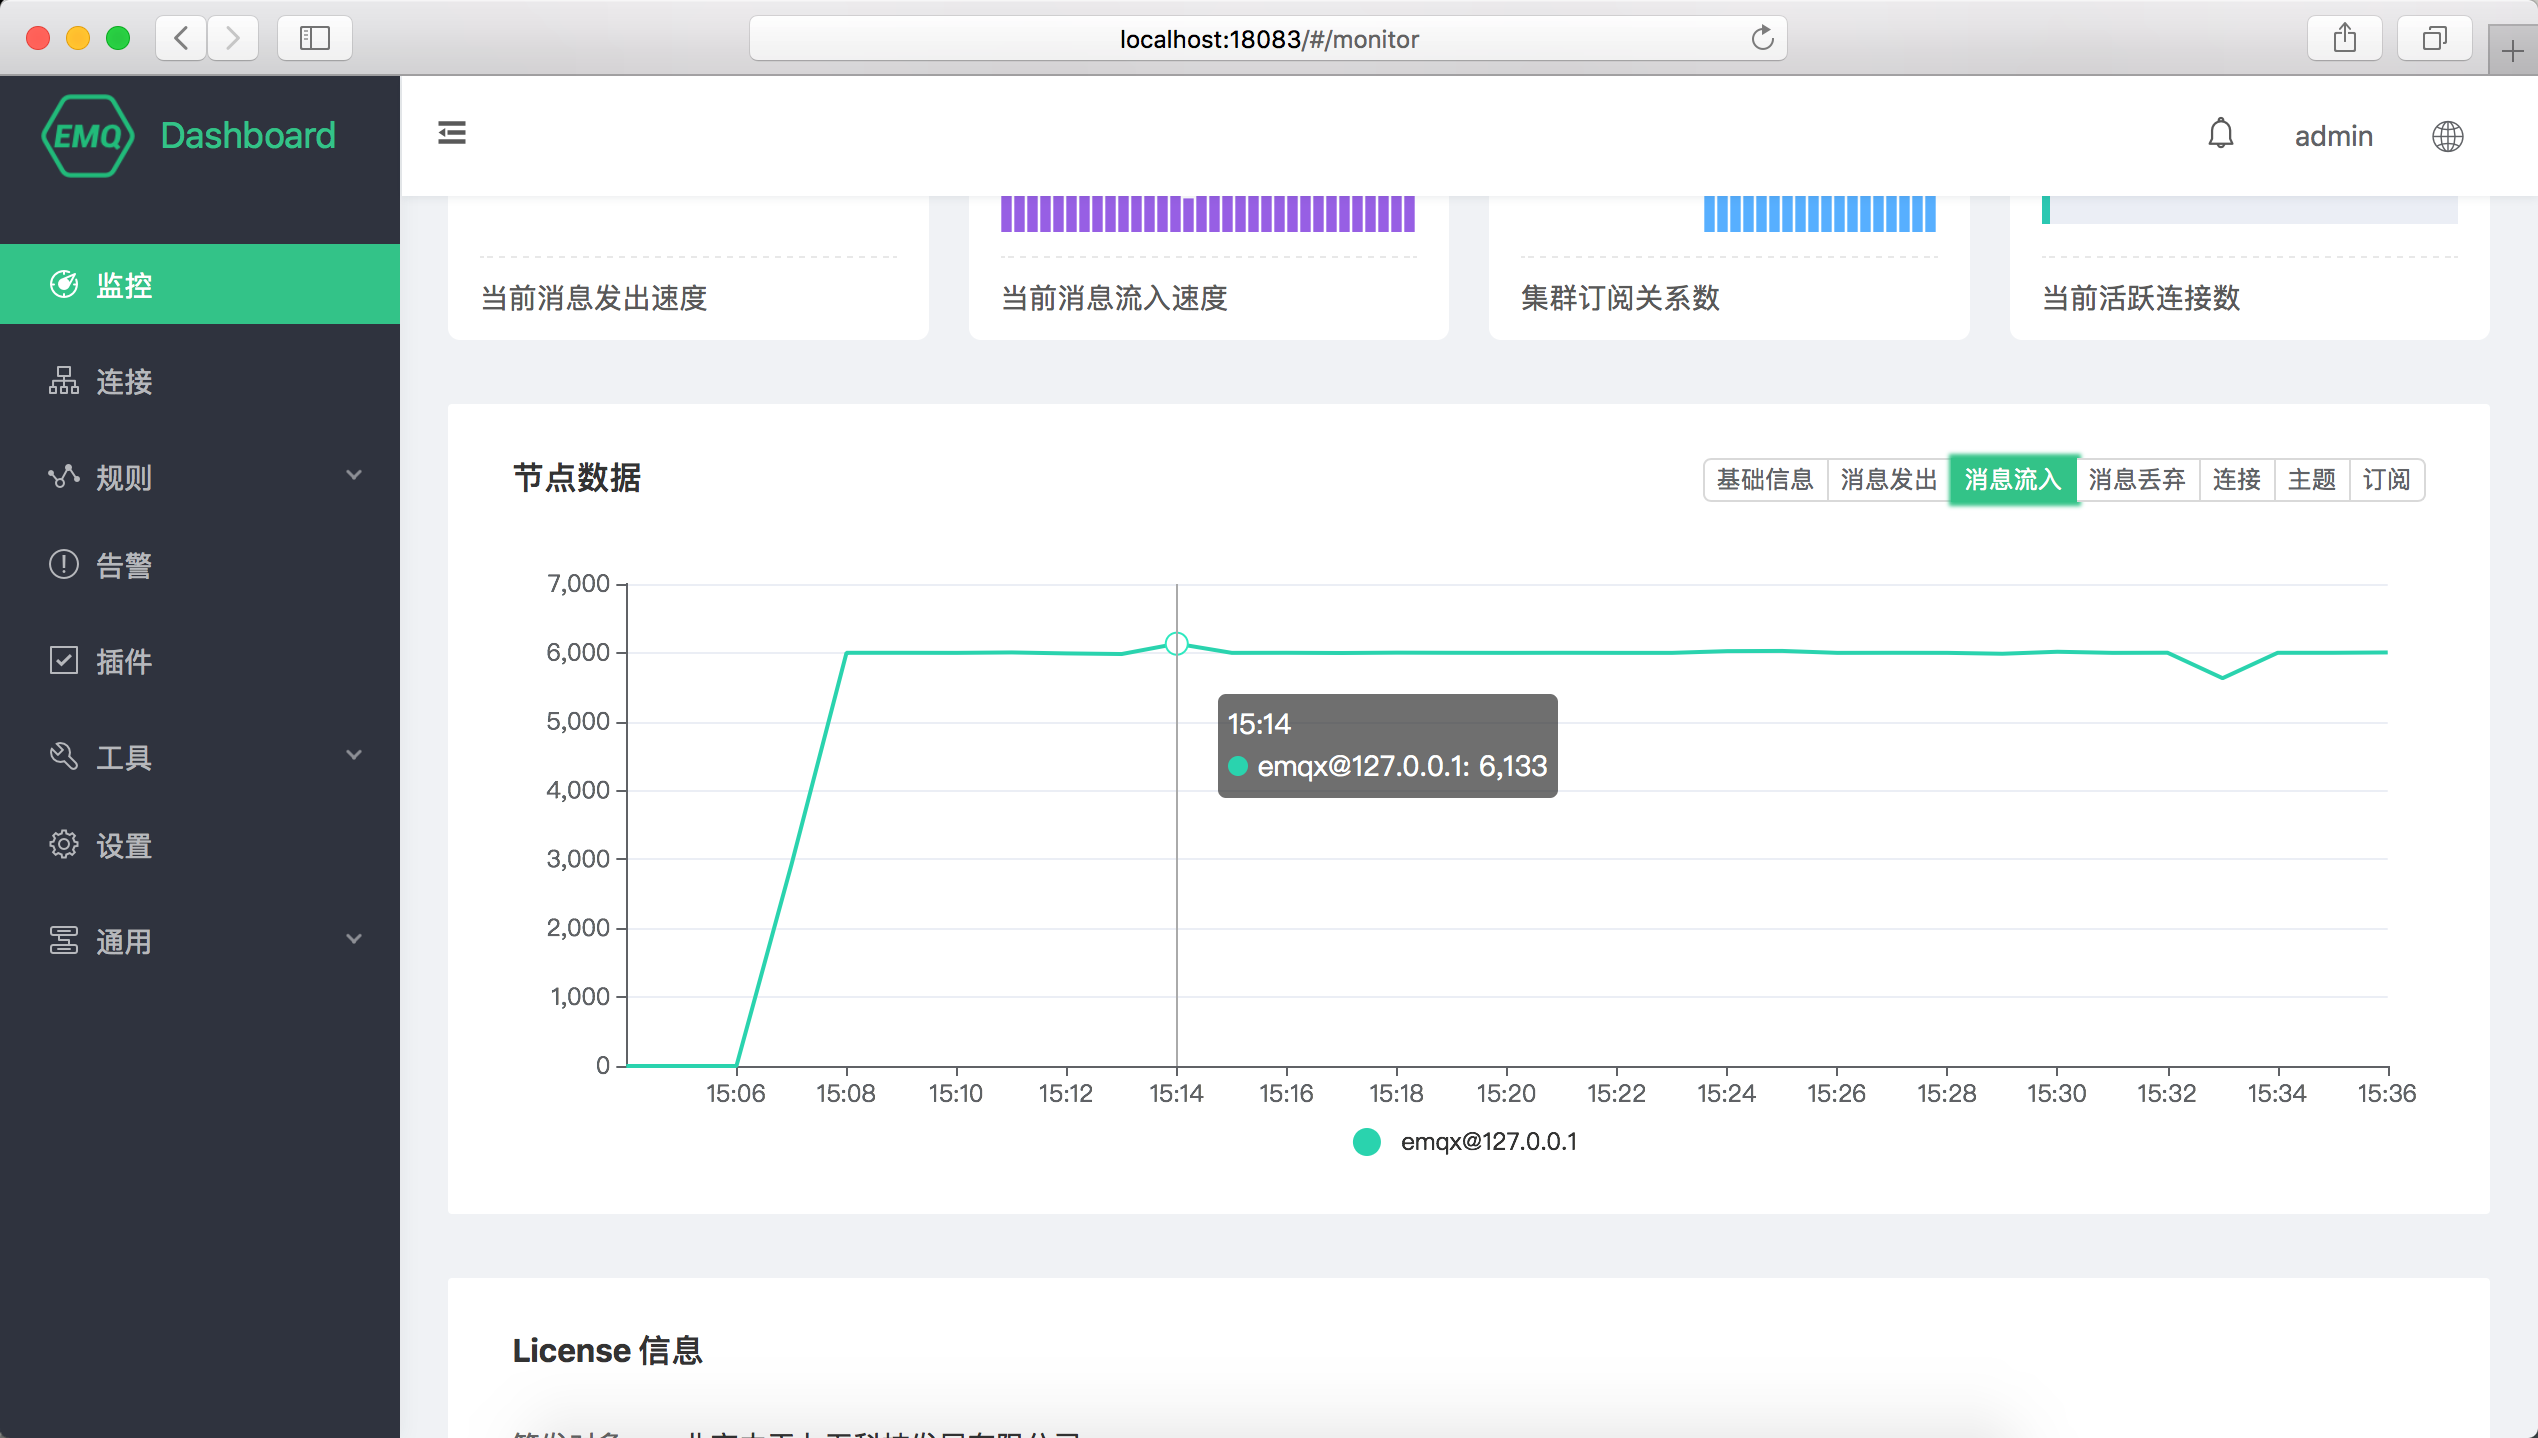 localhost:18083/#/monitor
EMQ Dashboard
admin
监控
连接
规则
告警
插件
工具
设置
通用
当前消息发出速度
当前消息流入速度
集群订阅关系数
当前活跃连接数
节点数据
基础信息 消息发出 消息流入 消息丢弃 连接 主题 订阅
7,000
6,000
5,000
4,000
3,000
2,000
1,000
0
15:14
emqx@127.0.0.1: 6,133
15:06 15:08 15:10 15:12 15:14 15:16 15:18 15:20 15:22 15:24 15:26 15:28 15:30 15:32 15:34 15:36
emqx@127.0.0.1
License 信息